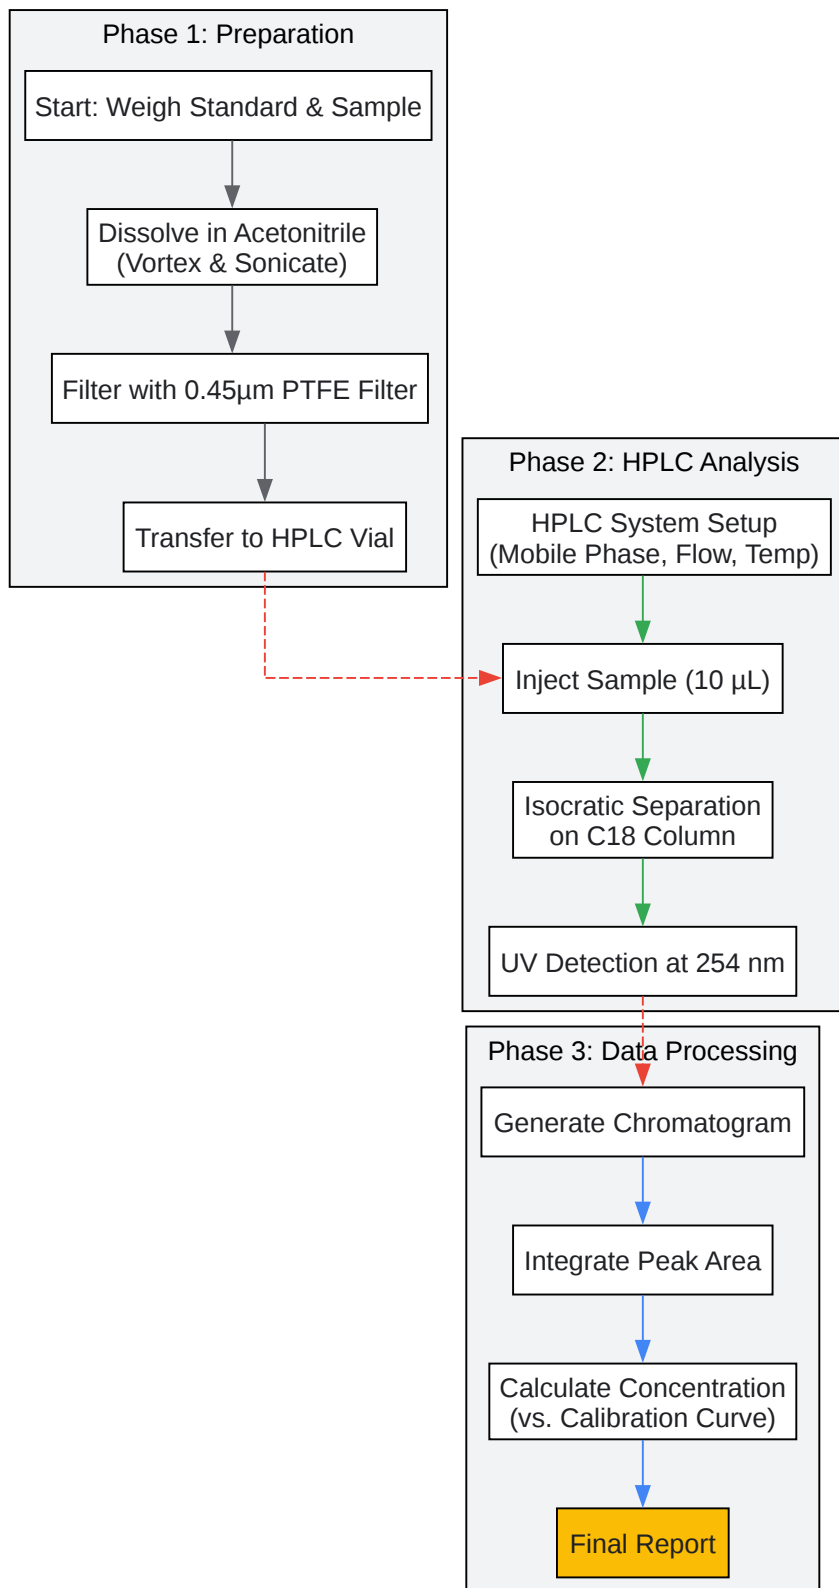 Phase 1: Preparation
Start: Weigh Standard & Sample
Dissolve in Acetonitrile
(Vortex & Sonicate)
Filter with 0.45µm PTFE Filter
Transfer to HPLC Vial
Phase 2: HPLC Analysis
HPLC System Setup
(Mobile Phase, Flow, Temp)
Inject Sample (10 µL)
Isocratic Separation
on C18 Column
UV Detection at 254 nm
Phase 3: Data Processing
Generate Chromatogram
Integrate Peak Area
Calculate Concentration
(vs. Calibration Curve)
Final Report